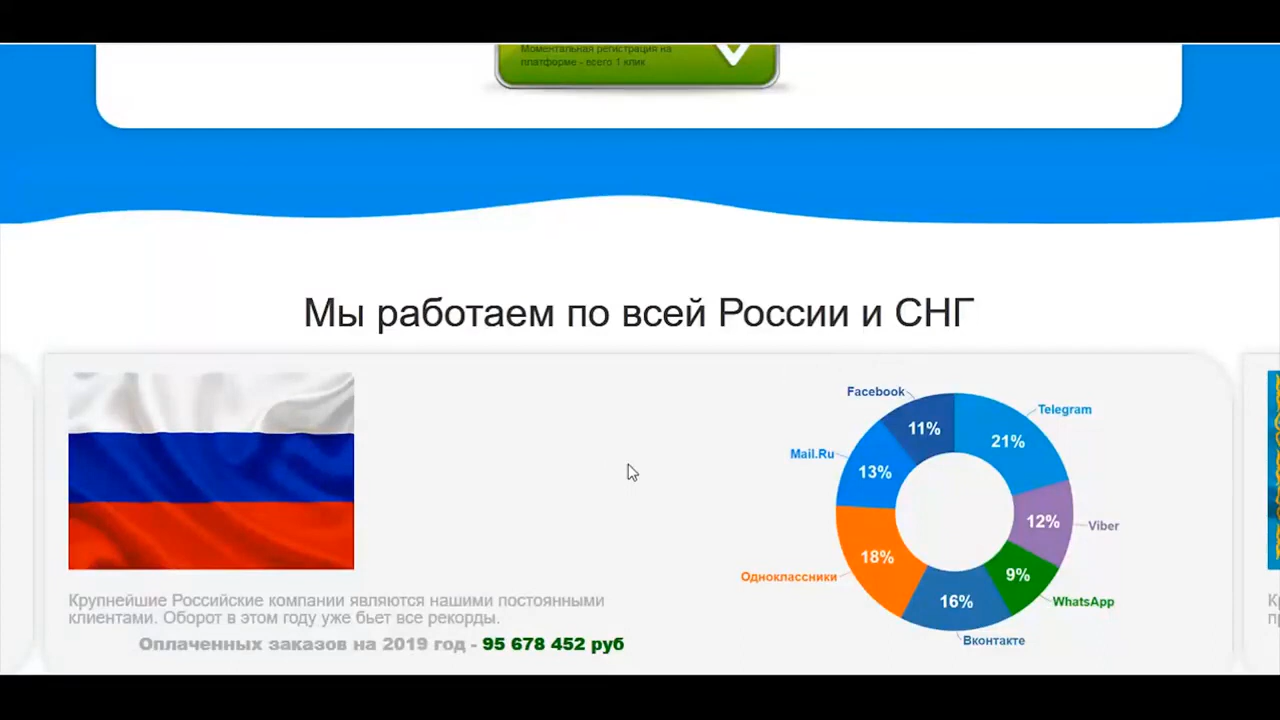 Моментальная регистрация на
платформе - всего 1 клик
Мы работаем по всей России и СНГ
Крупнейшие Российские компании являются нашими постоянными
клиентами. Оборот в этом году уже бьет все рекорды.
Оплаченных заказов на 2019 год - 95 678 452 руб
Facebook
11%
Telegram
21%
Mail.Ru
13%
Viber
12%
Одноклассники
18%
WhatsApp
9%
Вконтакте
16%